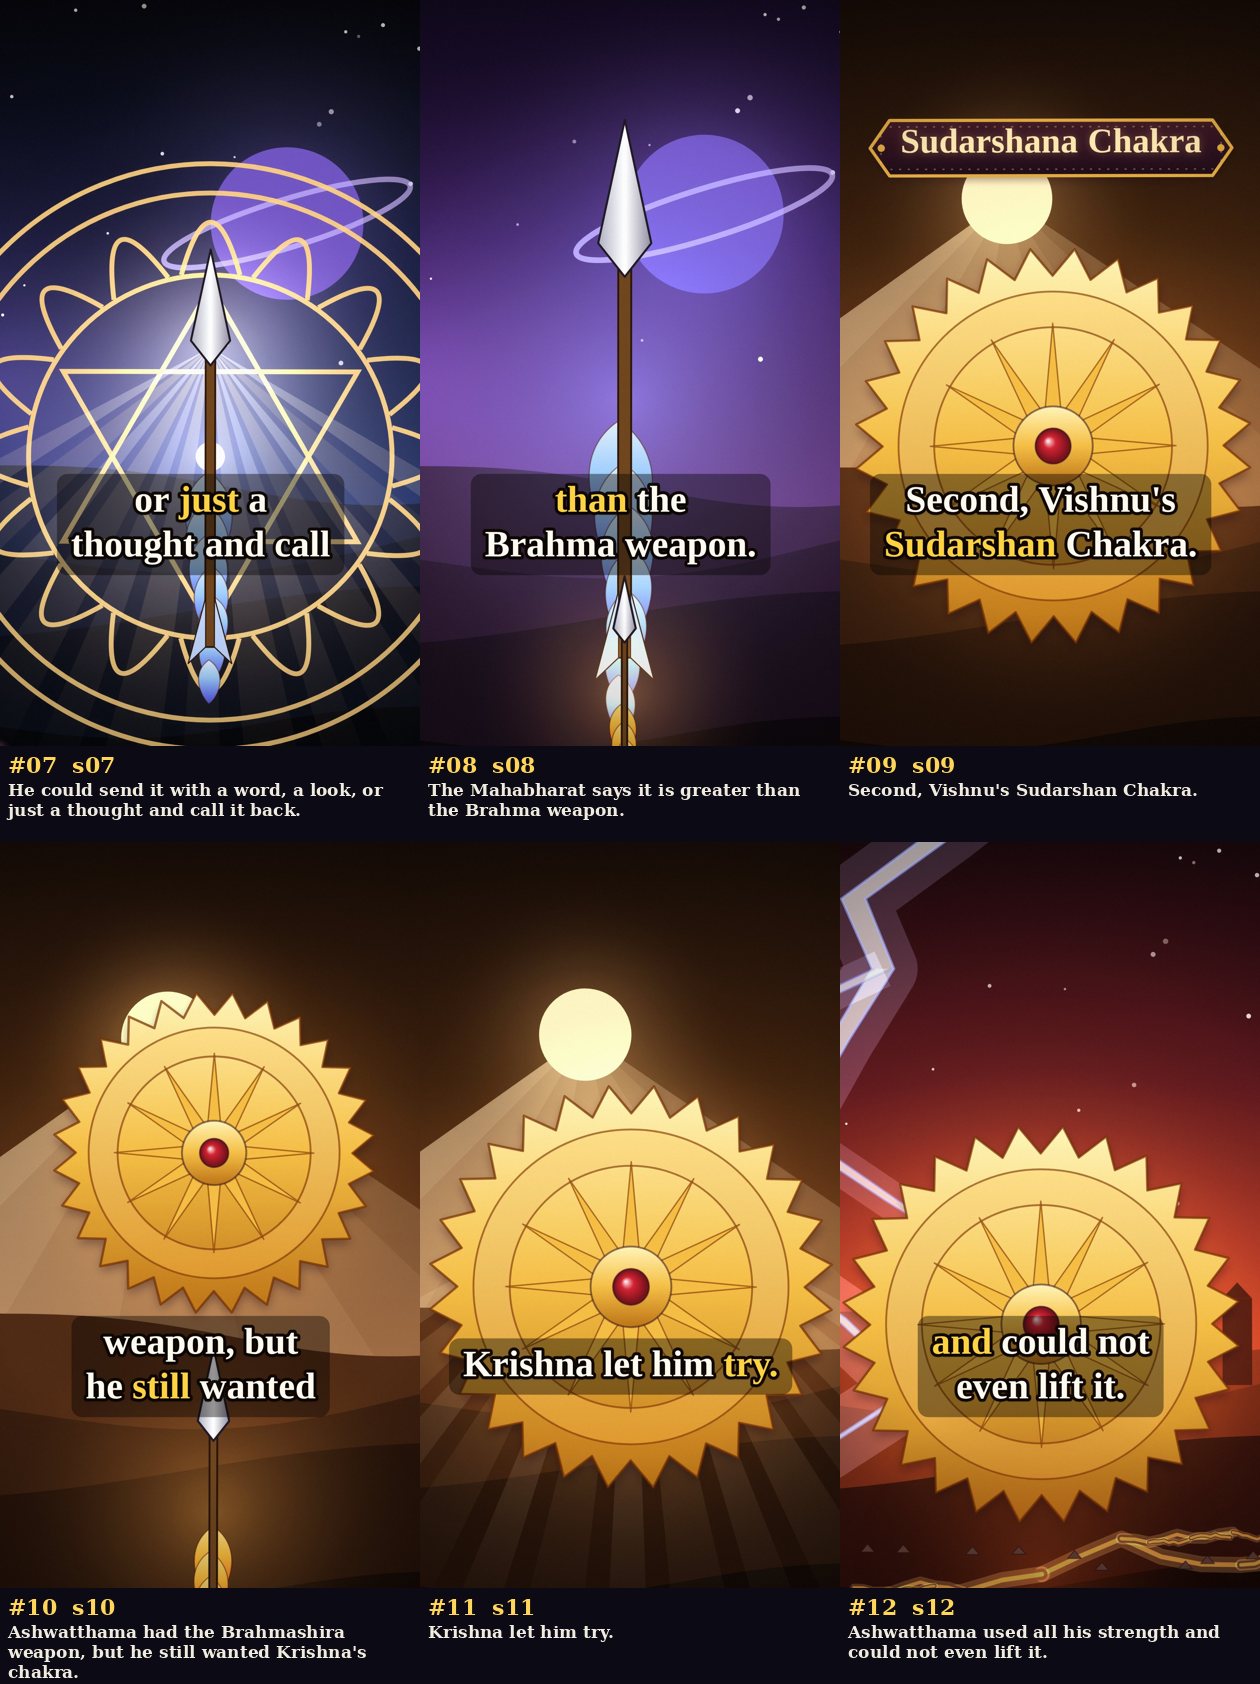 or just a
thought and call
#07 s07
He could send it with a word, a look, or
just a thought and call it back.
than the
Brahma weapon.
#08 s08
The Mahabharat says it is greater than
the Brahma weapon.
Sudarshana Chakra
Second, Vishnu's
Sudarshan Chakra.
#09 s09
Second, Vishnu's Sudarshan Chakra.
weapon, but
he still wanted
#10 s10
Ashwatthama had the Brahmashira
weapon, but he still wanted Krishna's
chakra.
Krishna let him try.
#11 s11
Krishna let him try.
and could not
even lift it.
#12 s12
Ashwatthama used all his strength and
could not even lift it.